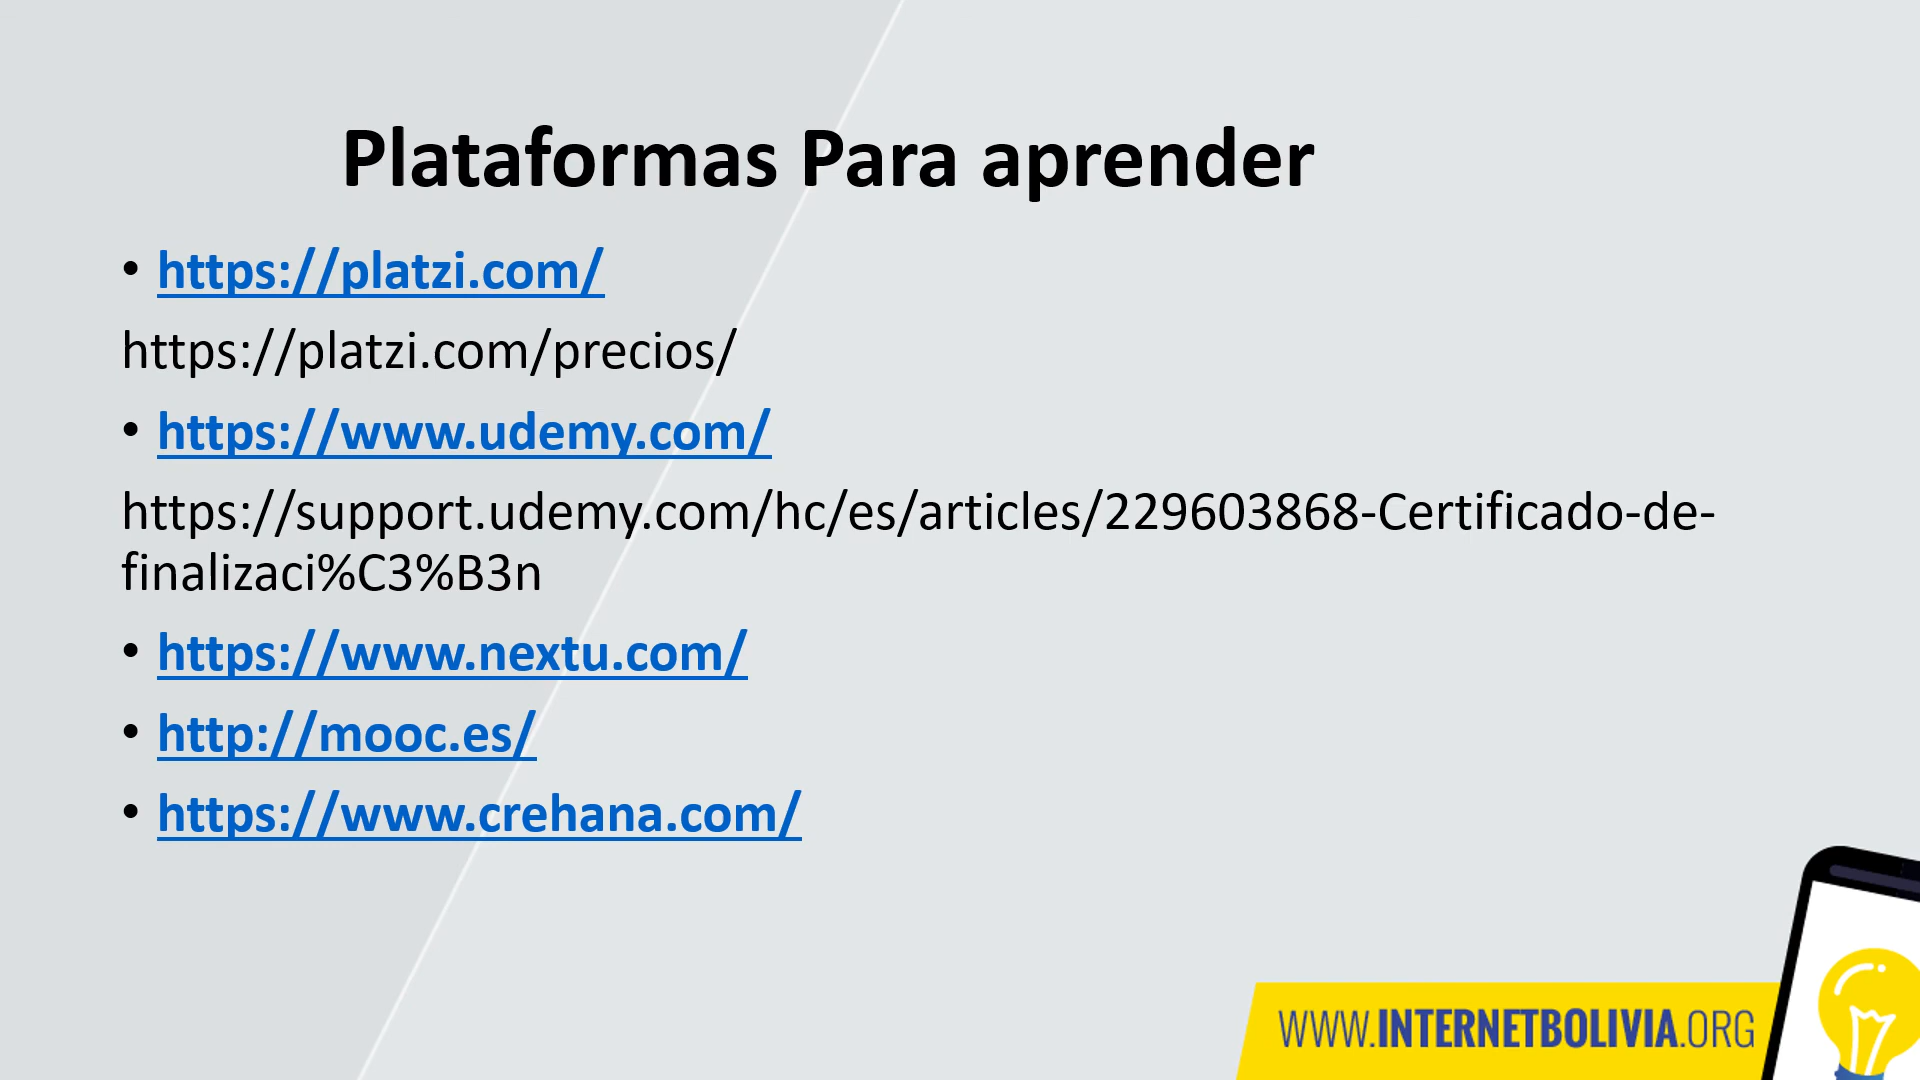 Plataformas Para aprender
• https://platzi.com/
https://platzi.com/precios/
• https://www.udemy.com/
https://support.udemy.com/hc/es/articles/229603868-Certificado-de-
finalizaci%C3%B3n
• https://www.nextu.com/
• http://mooc.es/
• https://www.crehana.com/
WWW.INTERNETBOLIVIA.ORG